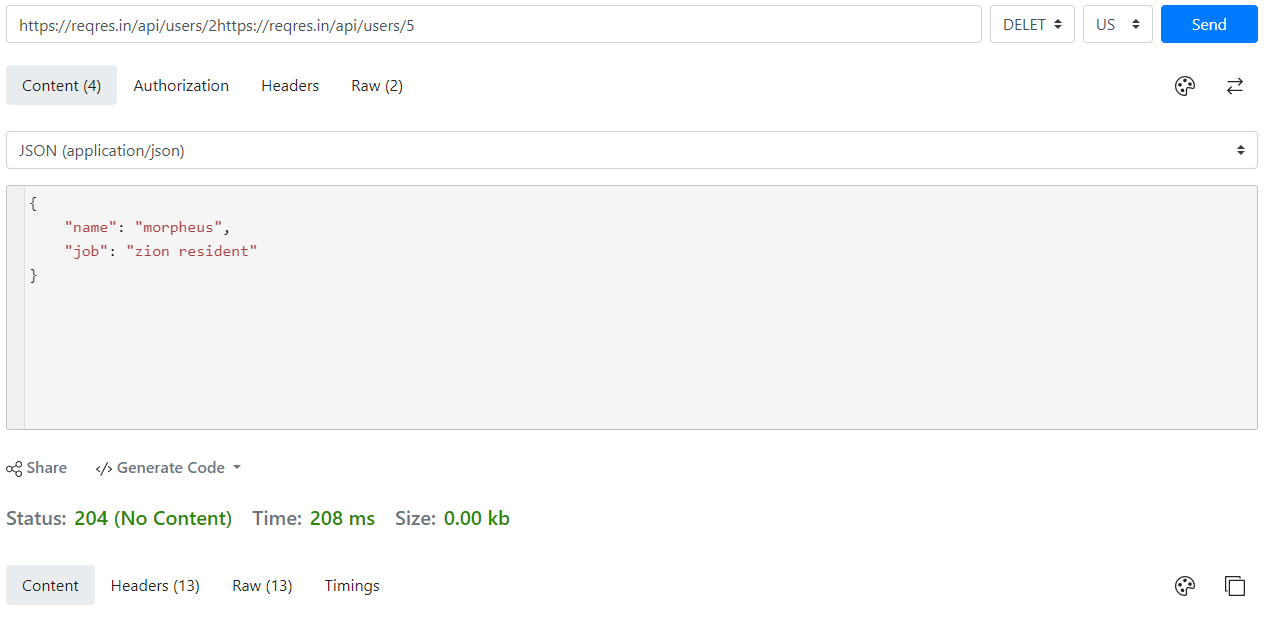 https://reqres.in/api/users/2https://reqres.in/api/users/5 DELET US Send
Content (4) Authorization Headers Raw (2)
JSON (application/json)
{
    "name": "morpheus",
    "job": "zion resident"
}
Share </> Generate Code
Status: 204 (No Content) Time: 208 ms Size: 0.00 kb
Content Headers (13) Raw (13) Timings